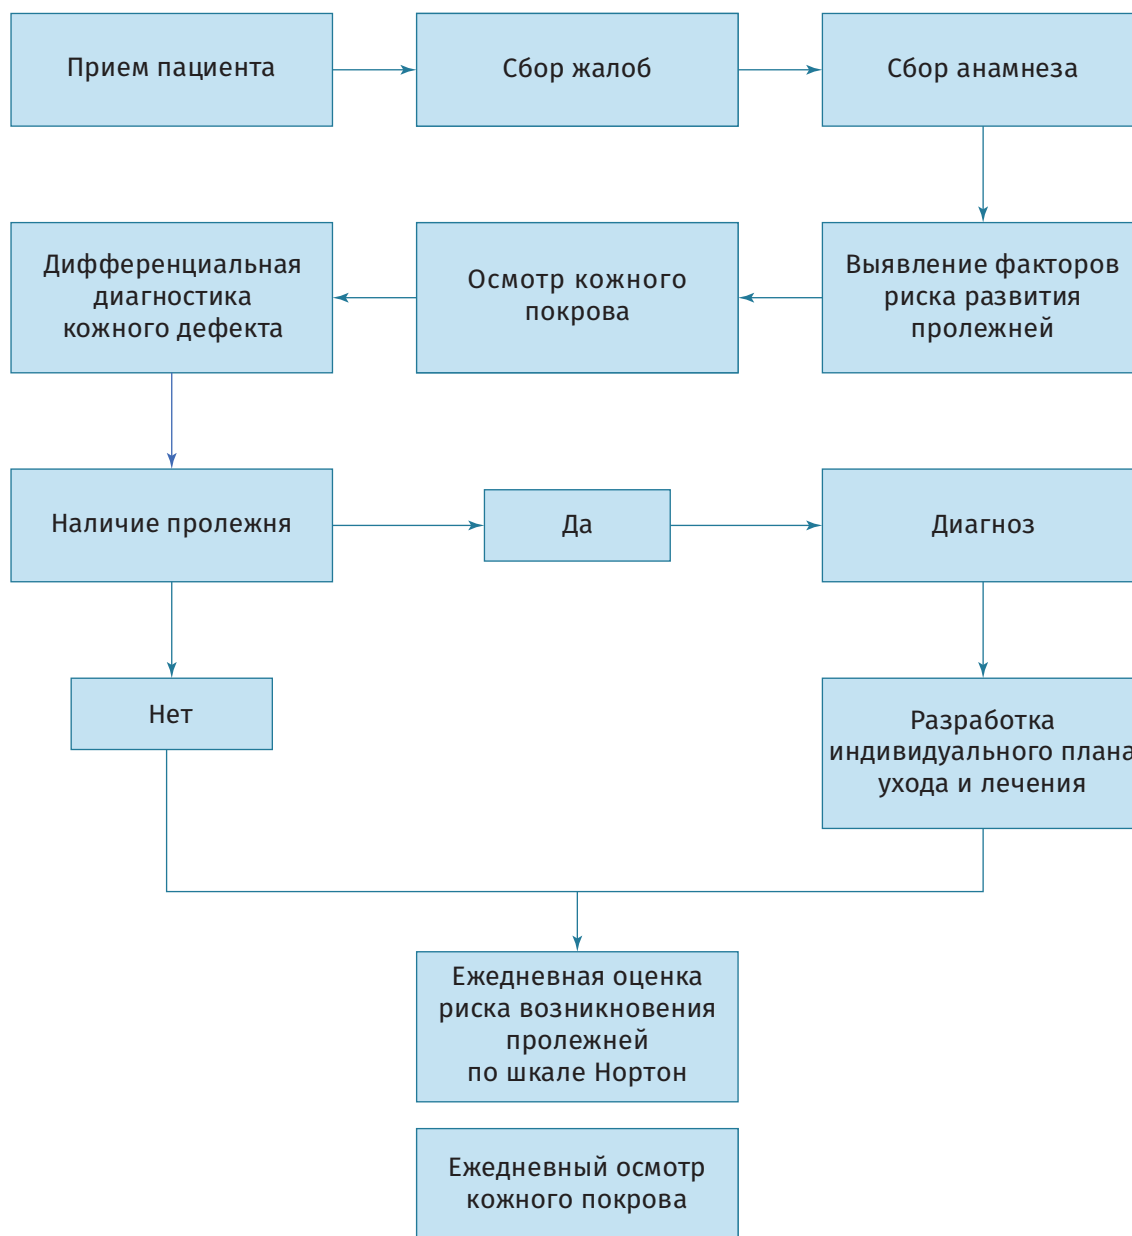 Прием пациента
Сбор жалоб
Сбор анамнеза
Выявление факторов
риска развития
пролежней
Осмотр кожного
покрова
Дифференциальная
диагностика
кожного дефекта
Наличие пролежня
Да
Диагноз
Нет
Разработка
индивидуального плана
ухода и лечения
Ежедневная оценка
риска возникновения
пролежней
по шкале Нортон
Ежедневный осмотр
кожного покрова